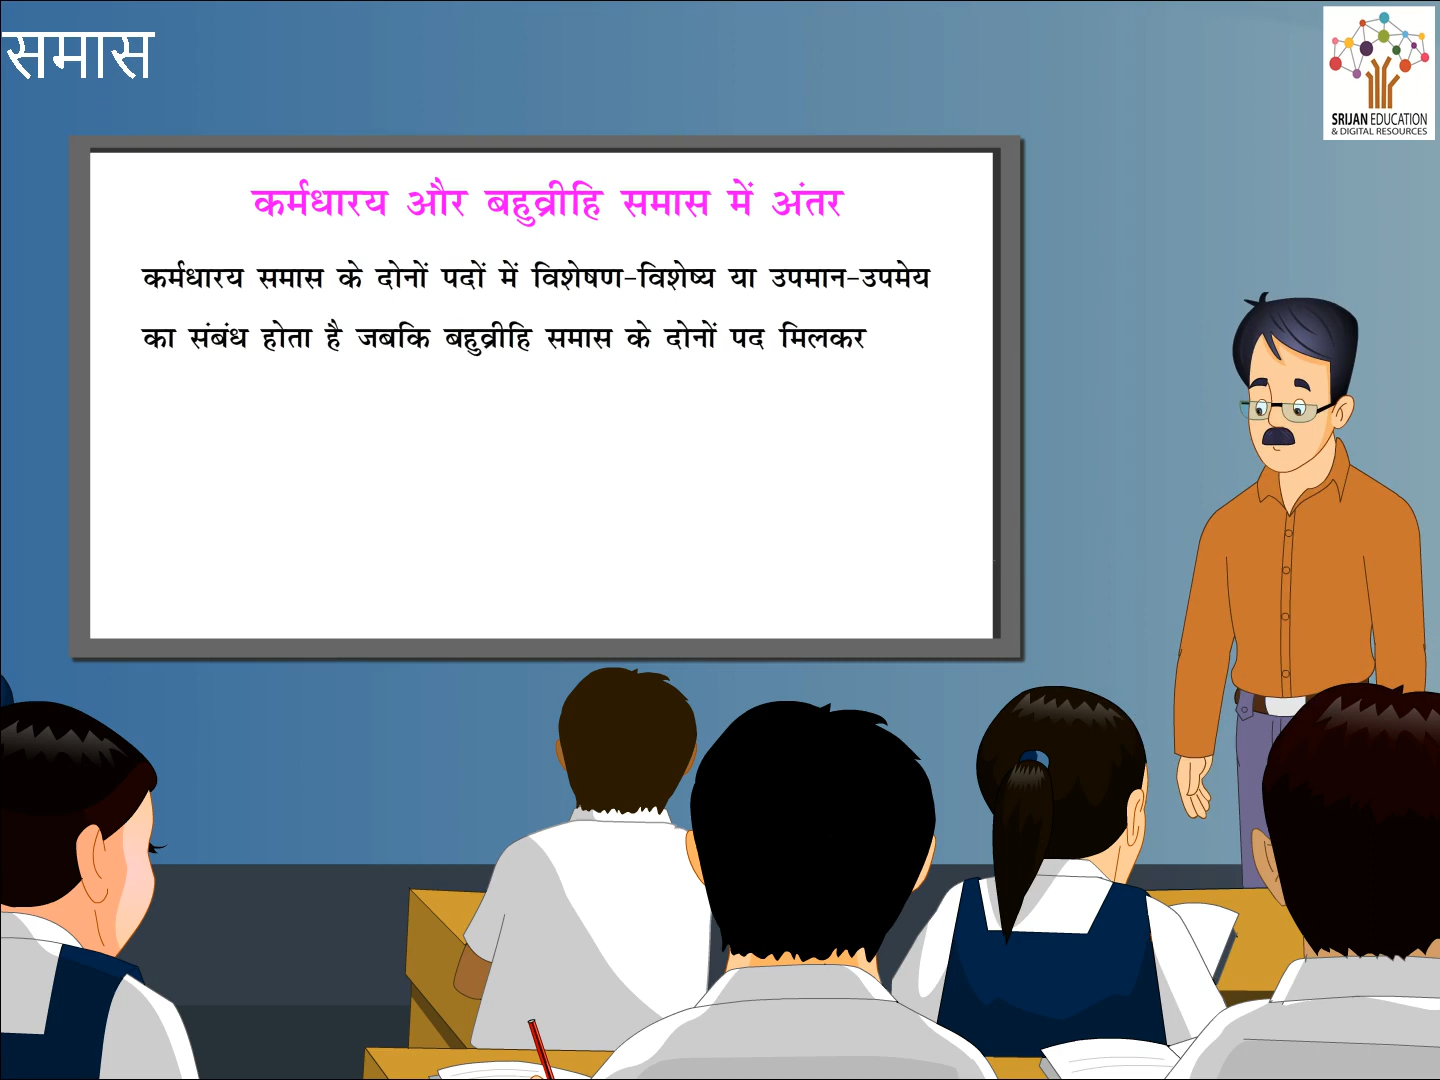 समास
SRIJAN EDUCATION
& DIGITAL RESOURCES
कर्मधारय और बहुव्रीहि समास में अंतर
कर्मधारय समास के दोनों पदों में विशेषण-विशेष्य या उपमान-उपमेय
का संबंध होता है जबकि बहुव्रीहि समास के दोनों पद मिलकर